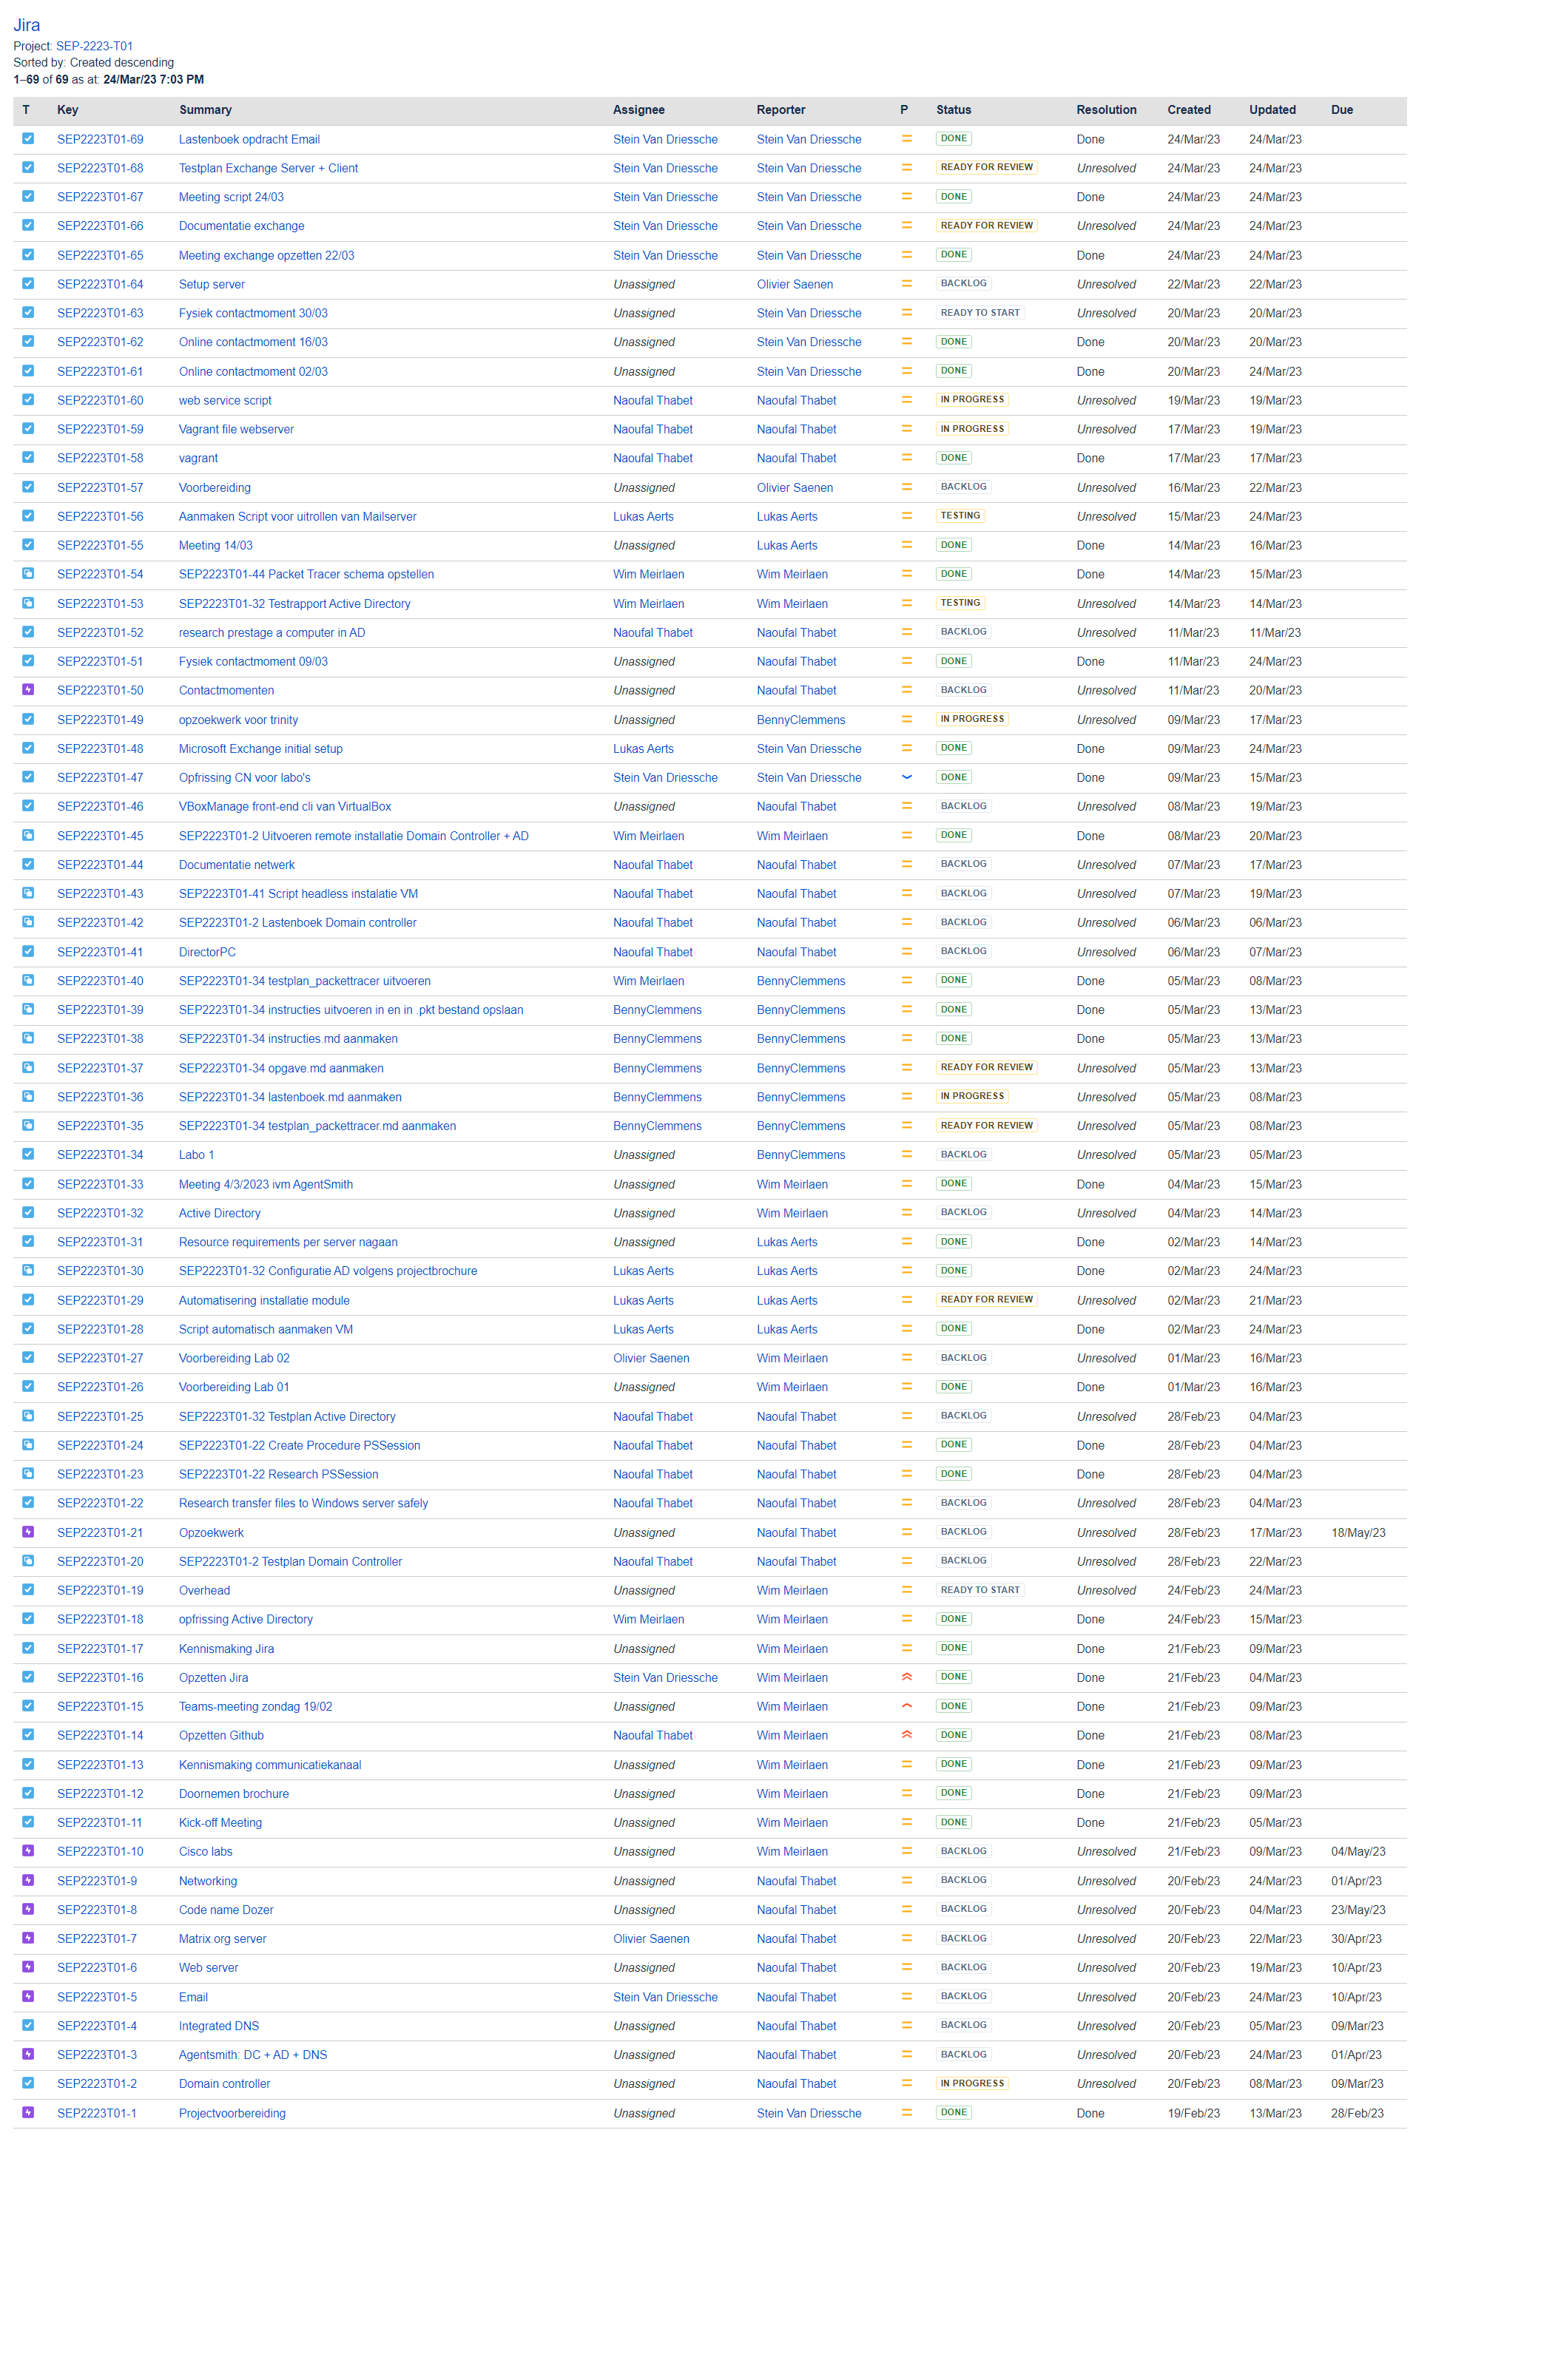 Jira
Project: SEP-2223-T01
Sorted by: Created descending
1–69 of 69 as at: 24/Mar/23 7:03 PM
T Key Summary Assignee Reporter P Status Resolution Created Updated Due
SEP2223T01-69 Lastenboek opdracht Email Stein Van Driessche Stein Van Driessche DONE Done 24/Mar/23 24/Mar/23
SEP2223T01-68 Testplan Exchange Server + Client Stein Van Driessche Stein Van Driessche READY FOR REVIEW Unresolved 24/Mar/23 24/Mar/23
SEP2223T01-67 Meeting script 24/03 Stein Van Driessche Stein Van Driessche DONE Done 24/Mar/23 24/Mar/23
SEP2223T01-66 Documentatie exchange Stein Van Driessche Stein Van Driessche READY FOR REVIEW Unresolved 24/Mar/23 24/Mar/23
SEP2223T01-65 Meeting exchange opzetten 22/03 Stein Van Driessche Stein Van Driessche DONE Done 24/Mar/23 24/Mar/23
SEP2223T01-64 Setup server Unassigned Olivier Saenen BACKLOG Unresolved 22/Mar/23 22/Mar/23
SEP2223T01-63 Fysiek contactmoment 30/03 Unassigned Stein Van Driessche READY TO START Unresolved 20/Mar/23 20/Mar/23
SEP2223T01-62 Online contactmoment 16/03 Unassigned Stein Van Driessche DONE Done 20/Mar/23 20/Mar/23
SEP2223T01-61 Online contactmoment 02/03 Unassigned Stein Van Driessche DONE Done 20/Mar/23 24/Mar/23
SEP2223T01-60 web service script Naoufal Thabet Naoufal Thabet IN PROGRESS Unresolved 19/Mar/23 19/Mar/23
SEP2223T01-59 Vagrant file webserver Naoufal Thabet Naoufal Thabet IN PROGRESS Unresolved 17/Mar/23 19/Mar/23
SEP2223T01-58 vagrant Naoufal Thabet Naoufal Thabet DONE Done 17/Mar/23 17/Mar/23
SEP2223T01-57 Voorbereiding Unassigned Olivier Saenen BACKLOG Unresolved 16/Mar/23 22/Mar/23
SEP2223T01-56 Aanmaken Script voor uitrollen van Mailserver Lukas Aerts Lukas Aerts TESTING Unresolved 15/Mar/23 24/Mar/23
SEP2223T01-55 Meeting 14/03 Unassigned Lukas Aerts DONE Done 14/Mar/23 16/Mar/23
SEP2223T01-54 SEP2223T01-44 Packet Tracer schema opstellen Wim Meirlaen Wim Meirlaen DONE Done 14/Mar/23 15/Mar/23
SEP2223T01-53 SEP2223T01-32 Testrapport Active Directory Wim Meirlaen Wim Meirlaen TESTING Unresolved 14/Mar/23 14/Mar/23
SEP2223T01-52 research prestage a computer in AD Naoufal Thabet Naoufal Thabet BACKLOG Unresolved 11/Mar/23 11/Mar/23
SEP2223T01-51 Fysiek contactmoment 09/03 Unassigned Naoufal Thabet DONE Done 11/Mar/23 24/Mar/23
SEP2223T01-50 Contactmomenten Unassigned Naoufal Thabet BACKLOG Unresolved 11/Mar/23 20/Mar/23
SEP2223T01-49 opzoekwerk voor trinity Unassigned BennyClemmens IN PROGRESS Unresolved 09/Mar/23 17/Mar/23
SEP2223T01-48 Microsoft Exchange initial setup Lukas Aerts Stein Van Driessche DONE Done 09/Mar/23 24/Mar/23
SEP2223T01-47 Opfrissing CN voor labo's Stein Van Driessche Stein Van Driessche DONE Done 09/Mar/23 15/Mar/23
SEP2223T01-46 VBoxManage front-end cli van VirtualBox Unassigned Naoufal Thabet BACKLOG Unresolved 08/Mar/23 19/Mar/23
SEP2223T01-45 SEP2223T01-2 Uitvoeren remote installatie Domain Controller + AD Wim Meirlaen Wim Meirlaen DONE Done 08/Mar/23 20/Mar/23
SEP2223T01-44 Documentatie netwerk Naoufal Thabet Naoufal Thabet BACKLOG Unresolved 07/Mar/23 17/Mar/23
SEP2223T01-43 SEP2223T01-41 Script headless instalatie VM Naoufal Thabet Naoufal Thabet BACKLOG Unresolved 07/Mar/23 19/Mar/23
SEP2223T01-42 SEP2223T01-2 Lastenboek Domain controller Naoufal Thabet Naoufal Thabet BACKLOG Unresolved 06/Mar/23 06/Mar/23
SEP2223T01-41 DirectorPC Naoufal Thabet Naoufal Thabet BACKLOG Unresolved 06/Mar/23 07/Mar/23
SEP2223T01-40 SEP2223T01-34 testplan_packettracer uitvoeren Wim Meirlaen BennyClemmens DONE Done 05/Mar/23 08/Mar/23
SEP2223T01-39 SEP2223T01-34 instructies uitvoeren in en in .pkt bestand opslaan BennyClemmens BennyClemmens DONE Done 05/Mar/23 13/Mar/23
SEP2223T01-38 SEP2223T01-34 instructies.md aanmaken BennyClemmens BennyClemmens DONE Done 05/Mar/23 13/Mar/23
SEP2223T01-37 SEP2223T01-34 opgave.md aanmaken BennyClemmens BennyClemmens READY FOR REVIEW Unresolved 05/Mar/23 13/Mar/23
SEP2223T01-36 SEP2223T01-34 lastenboek.md aanmaken BennyClemmens BennyClemmens IN PROGRESS Unresolved 05/Mar/23 08/Mar/23
SEP2223T01-35 SEP2223T01-34 testplan_packettracer.md aanmaken BennyClemmens BennyClemmens READY FOR REVIEW Unresolved 05/Mar/23 08/Mar/23
SEP2223T01-34 Labo 1 Unassigned BennyClemmens BACKLOG Unresolved 05/Mar/23 05/Mar/23
SEP2223T01-33 Meeting 4/3/2023 ivm AgentSmith Unassigned Wim Meirlaen DONE Done 04/Mar/23 15/Mar/23
SEP2223T01-32 Active Directory Unassigned Wim Meirlaen BACKLOG Unresolved 04/Mar/23 14/Mar/23
SEP2223T01-31 Resource requirements per server nagaan Unassigned Lukas Aerts DONE Done 02/Mar/23 14/Mar/23
SEP2223T01-30 SEP2223T01-32 Configuratie AD volgens projectbrochure Lukas Aerts Lukas Aerts DONE Done 02/Mar/23 24/Mar/23
SEP2223T01-29 Automatisering installatie module Lukas Aerts Lukas Aerts READY FOR REVIEW Unresolved 02/Mar/23 21/Mar/23
SEP2223T01-28 Script automatisch aanmaken VM Lukas Aerts Lukas Aerts DONE Done 02/Mar/23 24/Mar/23
SEP2223T01-27 Voorbereiding Lab 02 Olivier Saenen Wim Meirlaen BACKLOG Unresolved 01/Mar/23 16/Mar/23
SEP2223T01-26 Voorbereiding Lab 01 Unassigned Wim Meirlaen DONE Done 01/Mar/23 16/Mar/23
SEP2223T01-25 SEP2223T01-32 Testplan Active Directory Naoufal Thabet Naoufal Thabet BACKLOG Unresolved 28/Feb/23 04/Mar/23
SEP2223T01-24 SEP2223T01-22 Create Procedure PSSession Naoufal Thabet Naoufal Thabet DONE Done 28/Feb/23 04/Mar/23
SEP2223T01-23 SEP2223T01-22 Research PSSession Naoufal Thabet Naoufal Thabet DONE Done 28/Feb/23 04/Mar/23
SEP2223T01-22 Research transfer files to Windows server safely Naoufal Thabet Naoufal Thabet BACKLOG Unresolved 28/Feb/23 04/Mar/23
SEP2223T01-21 Opzoekwerk Unassigned Naoufal Thabet BACKLOG Unresolved 28/Feb/23 17/Mar/23 18/May/23
SEP2223T01-20 SEP2223T01-2 Testplan Domain Controller Naoufal Thabet Naoufal Thabet BACKLOG Unresolved 28/Feb/23 22/Mar/23
SEP2223T01-19 Overhead Unassigned Wim Meirlaen READY TO START Unresolved 24/Feb/23 24/Mar/23
SEP2223T01-18 opfrissing Active Directory Wim Meirlaen Wim Meirlaen DONE Done 24/Feb/23 15/Mar/23
SEP2223T01-17 Kennismaking Jira Unassigned Wim Meirlaen DONE Done 21/Feb/23 09/Mar/23
SEP2223T01-16 Opzetten Jira Stein Van Driessche Wim Meirlaen DONE Done 21/Feb/23 04/Mar/23
SEP2223T01-15 Teams-meeting zondag 19/02 Unassigned Wim Meirlaen DONE Done 21/Feb/23 09/Mar/23
SEP2223T01-14 Opzetten Github Naoufal Thabet Wim Meirlaen DONE Done 21/Feb/23 08/Mar/23
SEP2223T01-13 Kennismaking communicatiekanaal Unassigned Wim Meirlaen DONE Done 21/Feb/23 09/Mar/23
SEP2223T01-12 Doornemen brochure Unassigned Wim Meirlaen DONE Done 21/Feb/23 09/Mar/23
SEP2223T01-11 Kick-off Meeting Unassigned Wim Meirlaen DONE Done 21/Feb/23 05/Mar/23
SEP2223T01-10 Cisco labs Unassigned Wim Meirlaen BACKLOG Unresolved 21/Feb/23 09/Mar/23 04/May/23
SEP2223T01-9 Networking Unassigned Naoufal Thabet BACKLOG Unresolved 20/Feb/23 24/Mar/23 01/Apr/23
SEP2223T01-8 Code name Dozer Unassigned Naoufal Thabet BACKLOG Unresolved 20/Feb/23 04/Mar/23 23/May/23
SEP2223T01-7 Matrix.org server Olivier Saenen Naoufal Thabet BACKLOG Unresolved 20/Feb/23 22/Mar/23 30/Apr/23
SEP2223T01-6 Web server Unassigned Naoufal Thabet BACKLOG Unresolved 20/Feb/23 19/Mar/23 10/Apr/23
SEP2223T01-5 Email Stein Van Driessche Naoufal Thabet BACKLOG Unresolved 20/Feb/23 24/Mar/23 10/Apr/23
SEP2223T01-4 Integrated DNS Unassigned Naoufal Thabet BACKLOG Unresolved 20/Feb/23 05/Mar/23 09/Mar/23
SEP2223T01-3 Agentsmith: DC + AD + DNS Unassigned Naoufal Thabet BACKLOG Unresolved 20/Feb/23 24/Mar/23 01/Apr/23
SEP2223T01-2 Domain controller Unassigned Naoufal Thabet IN PROGRESS Unresolved 20/Feb/23 08/Mar/23 09/Mar/23
SEP2223T01-1 Projectvoorbereiding Unassigned Stein Van Driessche DONE Done 19/Feb/23 13/Mar/23 28/Feb/23